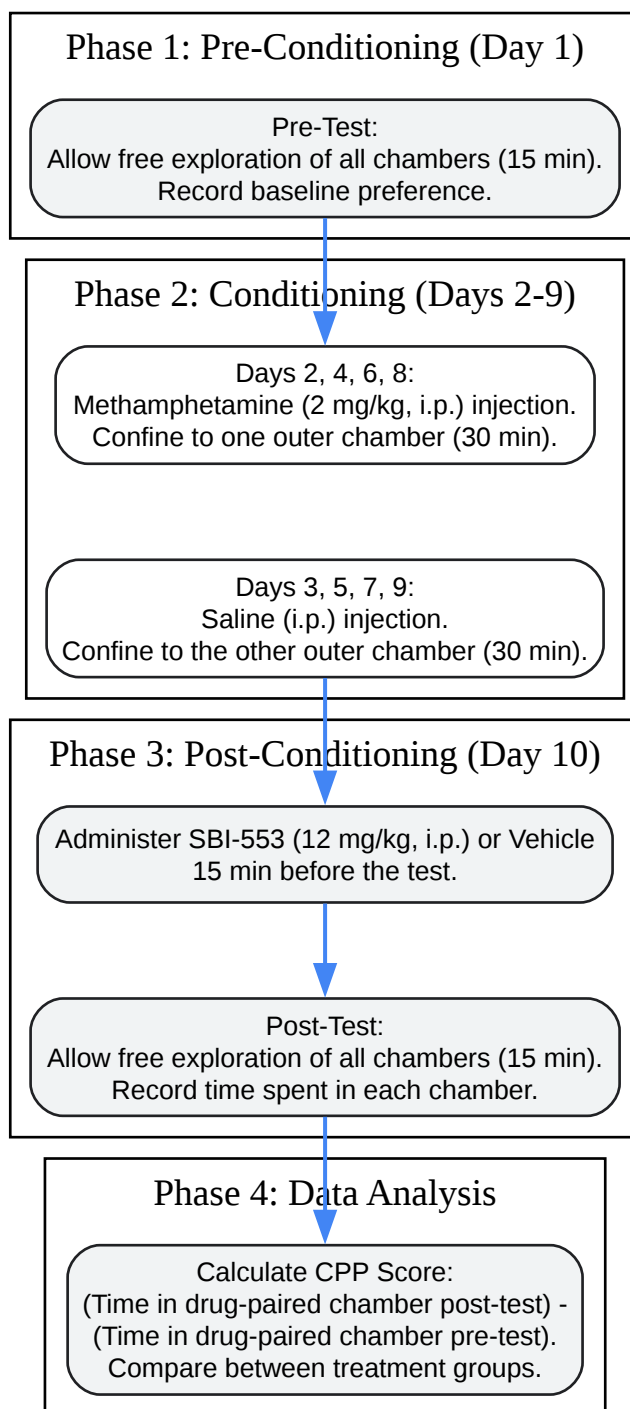 Phase 1: Pre-Conditioning (Day 1)
Pre-Test:
Allow free exploration of all chambers (15 min).
Record baseline preference.
Phase 2: Conditioning (Days 2-9)
Days 2, 4, 6, 8:
Methamphetamine (2 mg/kg, i.p.) injection.
Confine to one outer chamber (30 min).
Days 3, 5, 7, 9:
Saline (i.p.) injection.
Confine to the other outer chamber (30 min).
Phase 3: Post-Conditioning (Day 10)
Administer SBI-553 (12 mg/kg, i.p.) or Vehicle
15 min before the test.
Post-Test:
Allow free exploration of all chambers (15 min).
Record time spent in each chamber.
Phase 4: Data Analysis
Calculate CPP Score:
(Time in drug-paired chamber post-test) -
(Time in drug-paired chamber pre-test).
Compare between treatment groups.